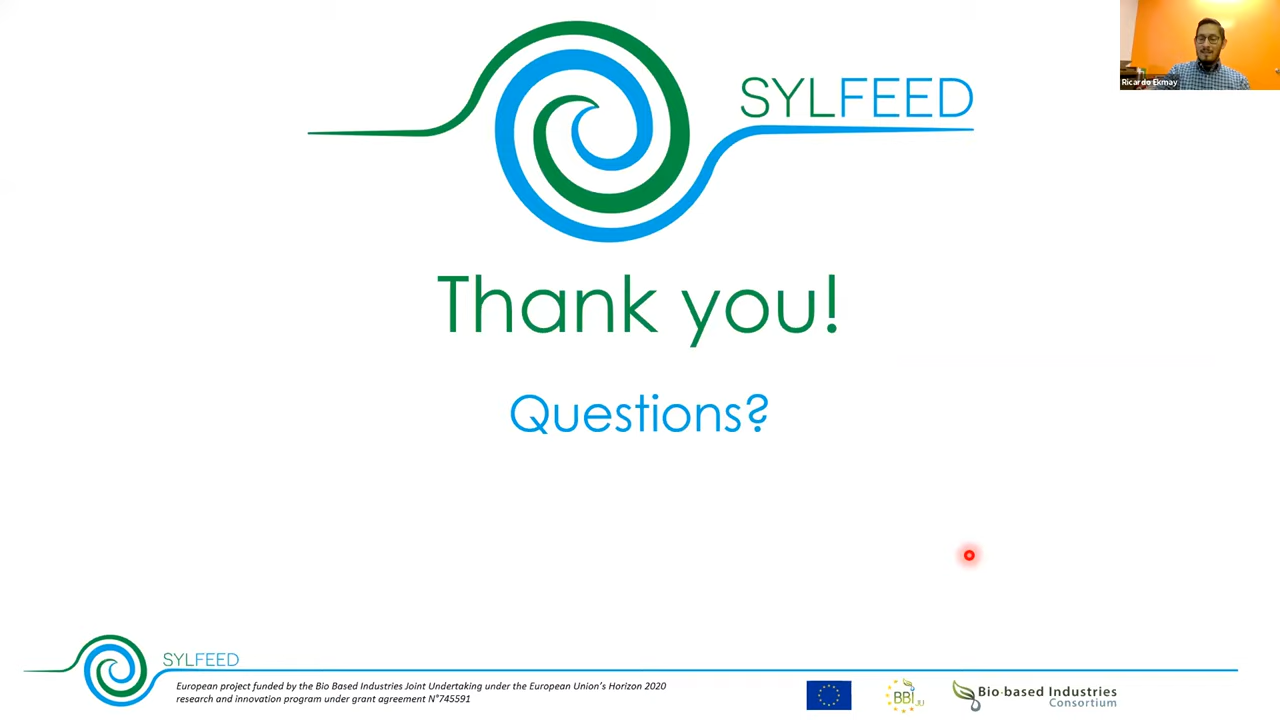 SYLFEED
Ricardo Ekmay
Thank you!
Questions?
SYLFEED
European project funded by the Bio Based Industries Joint Undertaking under the European Union's Horizon 2020
research and innovation program under grant agreement N°745591
BBI JU
Bio-based Industries
Consortium